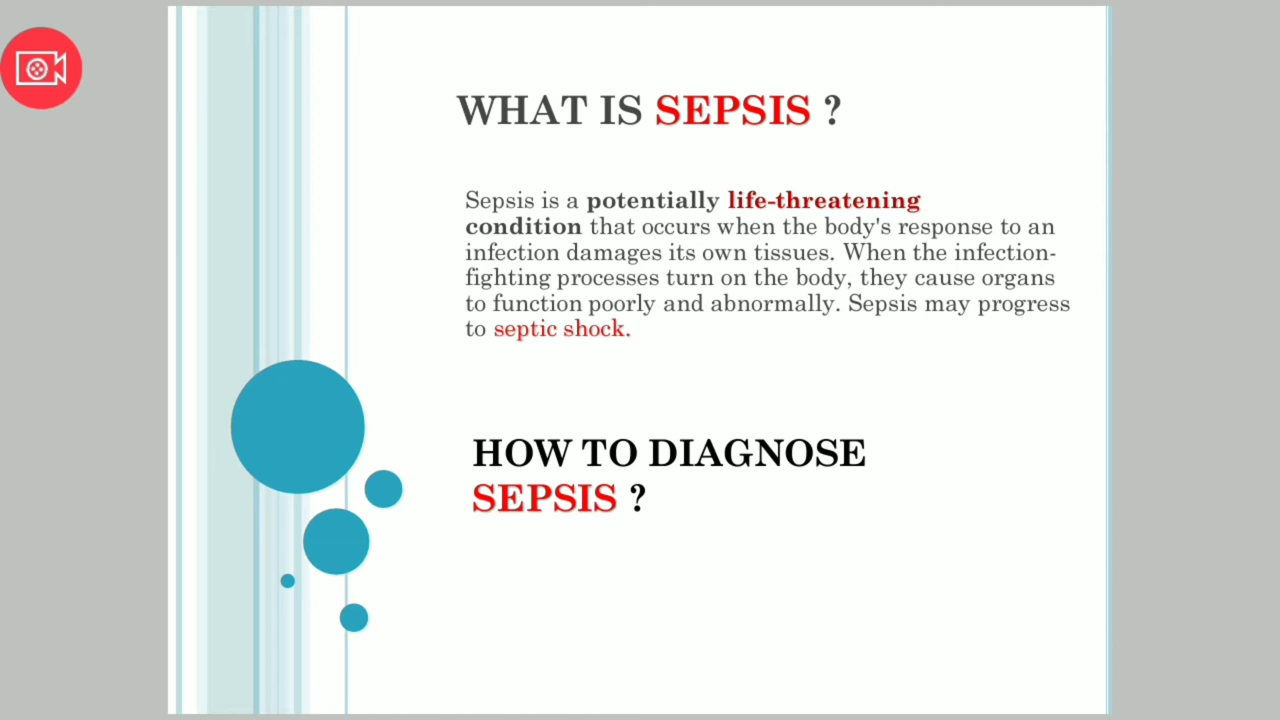 WHAT IS SEPSIS ?
Sepsis is a potentially life-threatening
condition that occurs when the body's response to an
infection damages its own tissues. When the infection-
fighting processes turn on the body, they cause organs
to function poorly and abnormally. Sepsis may progress
to septic shock.
HOW TO DIAGNOSE
SEPSIS ?